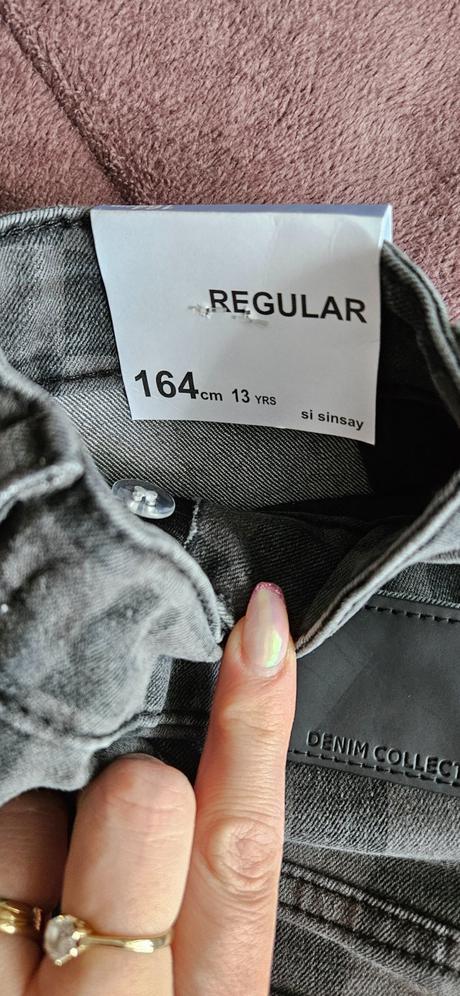 REGULAR
164cm 13 YRS
si sinsay
DENIM COLLECT